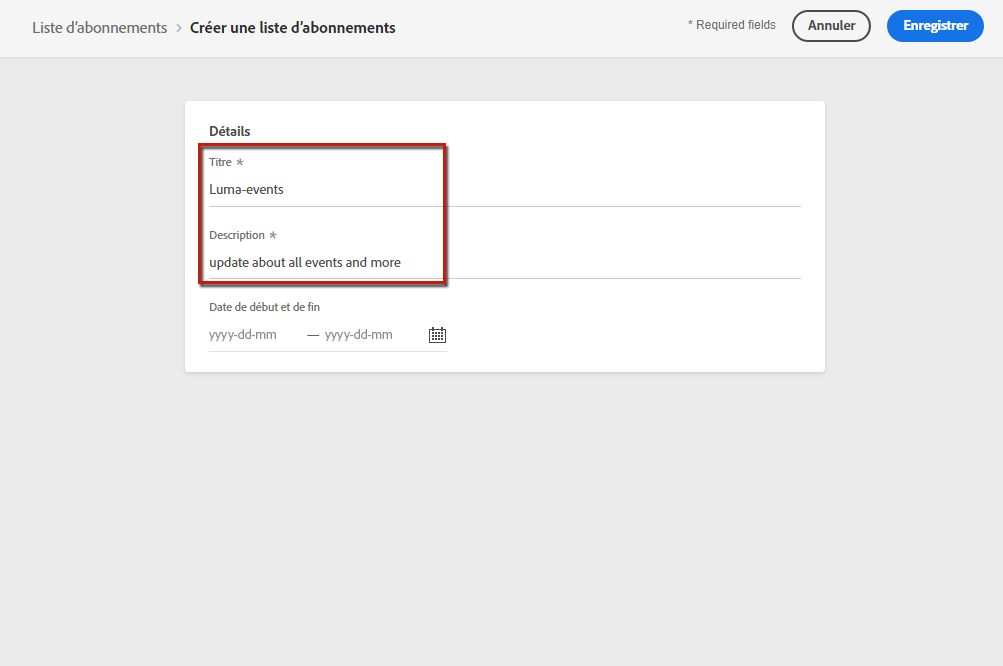 Liste d'abonnements > Créer une liste d'abonnements
* Required fields
Annuler
Enregistrer
Détails
Titre *
Luma-events
Description *
update about all events and more
Date de début et de fin
yyyy-dd-mm — yyyy-dd-mm